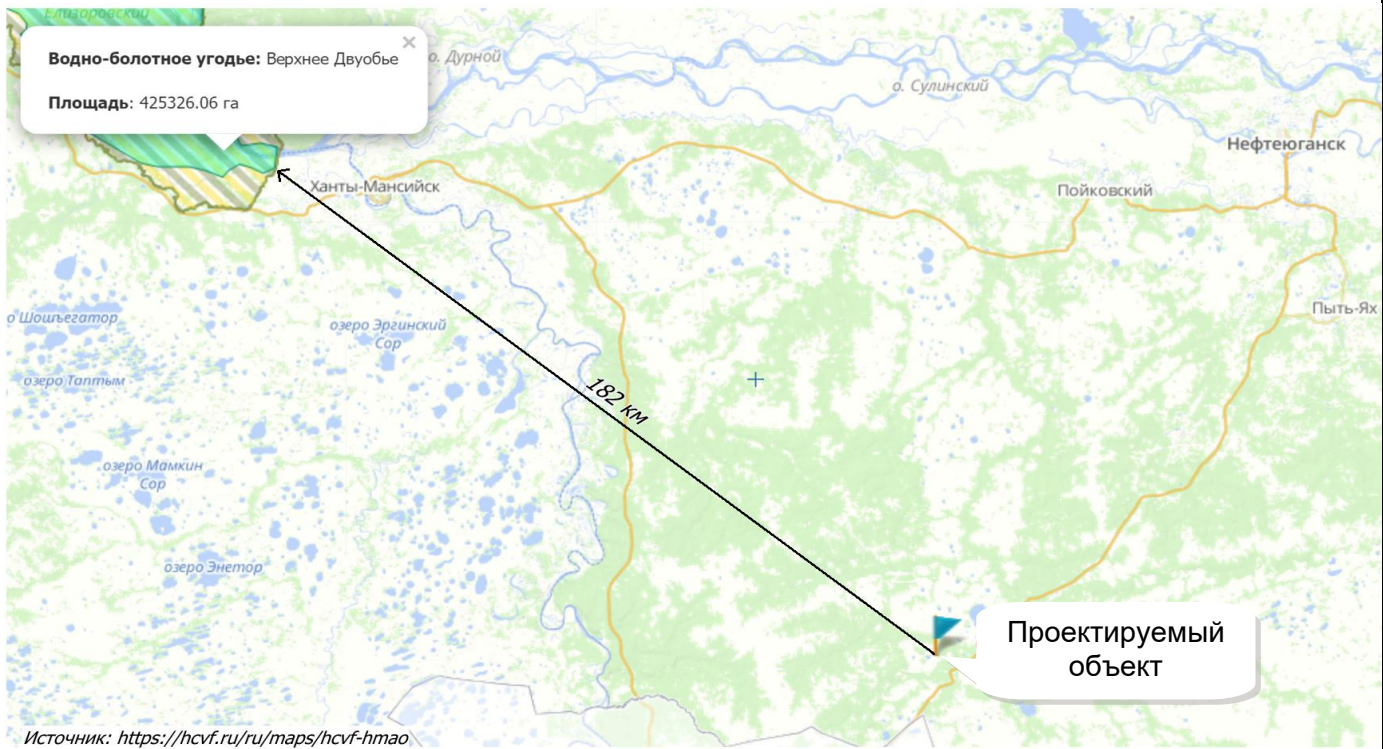 Елизаровский
Водно-болотное угодье: Верхнее Двуобье
×
Площадь: 425326.06 га
о. Дурной
о. Сулинский
Нефтеюганск
Ханты-Мансийск
Пойковский
Пыть-Ях
о Шошъегатор
озеро Эргинский
Сор
озеро Таптым
182 км
озеро Мамкин
Сор
озеро Энетор
Проектируемый
объект
Источник: https://hcvf.ru/ru/maps/hcvf-hmao